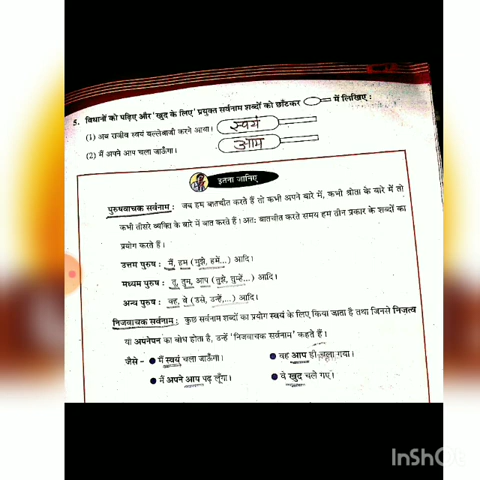 5. विधानों को पढ़िए और 'खुद के लिए' प्रयुक्त सर्वनाम शब्दों को छाँटकर में लिखिए :
(1) अब राजीव स्वयं बल्लेबाजी करने आया। स्वयं
(2) मैं अपने आप चला जाऊँगा। आप
इतना जानिए
पुरुषवाचक सर्वनाम : जब हम बातचीत करते हैं तो कभी अपने बारे में, कभी श्रोता के बारे में तो
कभी तीसरे व्यक्ति के बारे में बात करते हैं। अतः बातचीत करते समय हम तीन प्रकार के शब्दों का
प्रयोग करते हैं।
उत्तम पुरुष : मैं, हम (मुझे, हमें...) आदि।
मध्यम पुरुष : तू, तुम, आप (तुझे, तुम्हें...) आदि।
अन्य पुरुष : वह, वे (उसे, उन्हें,...) आदि।
निजवाचक सर्वनाम : कुछ सर्वनाम शब्दों का प्रयोग स्वयं के लिए किया जाता है तथा जिनसे निजत्व
या अपनेपन का बोध होता है, उन्हें 'निजवाचक सर्वनाम' कहते हैं।
जैसे - ● मैं स्वयं चला जाऊँगा। ● वह आप ही चला गया।
● मैं अपने आप पढ़ लूँगा। ● वे खुद चले गए।
InShOt